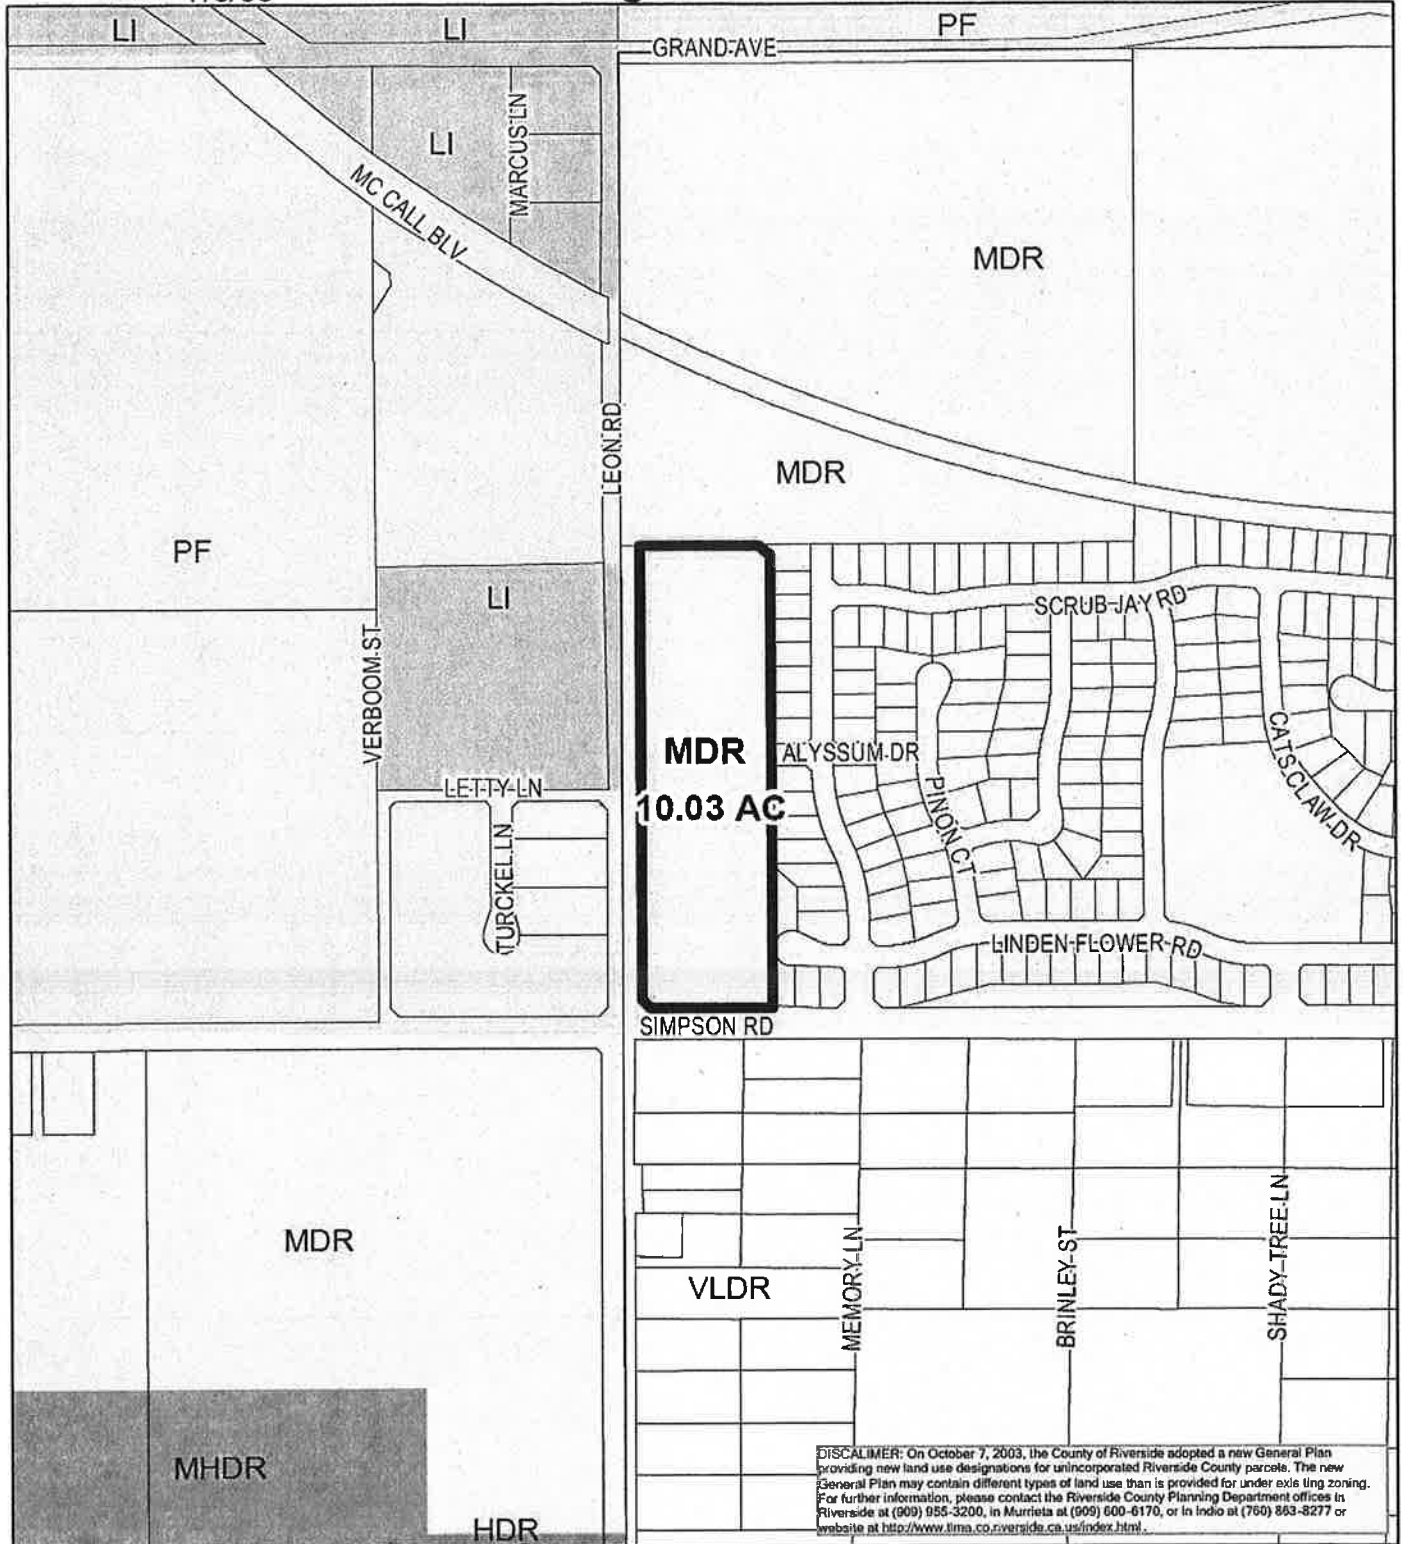 LI
LI
PF
GRAND AVE
LI
MARCUS LN
MC CALL BLV
MDR
LEON RD
MDR
PF
LI
SCRUB JAY RD
VERBOOM ST
MDR
ALYSSUM DR
CATS CLAW DR
LETTY LN
10.03 AC
PINON CT
TURCKEL LN
LINDEN FLOWER RD
SIMPSON RD
MDR
VLDR
MEMORY LN
BRINLEY ST
SHADY TREE LN
MHDR
HDR
DISCALIMER: On October 7, 2003, the County of Riverside adopted a new General Plan
providing new land use designations for unincorporated Riverside County parcels. The new
General Plan may contain different types of land use than is provided for under exis ting zoning.
For further information, please contact the Riverside County Planning Department offices in
Riverside at (909) 955-3200, in Murrieta at (909) 600-6170, or in Indio at (760) 863-8277 or
website at http://www.tlma.co.riverside.ca.us/index.html .